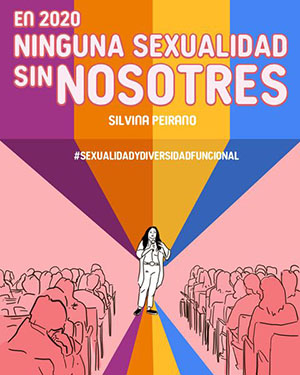 EN 2020
NINGUNA SEXUALIDAD
SIN NOSOTRES
SILVINA PEIRANO
#SEXUALIDADYDIVERSIDADFUNCIONAL